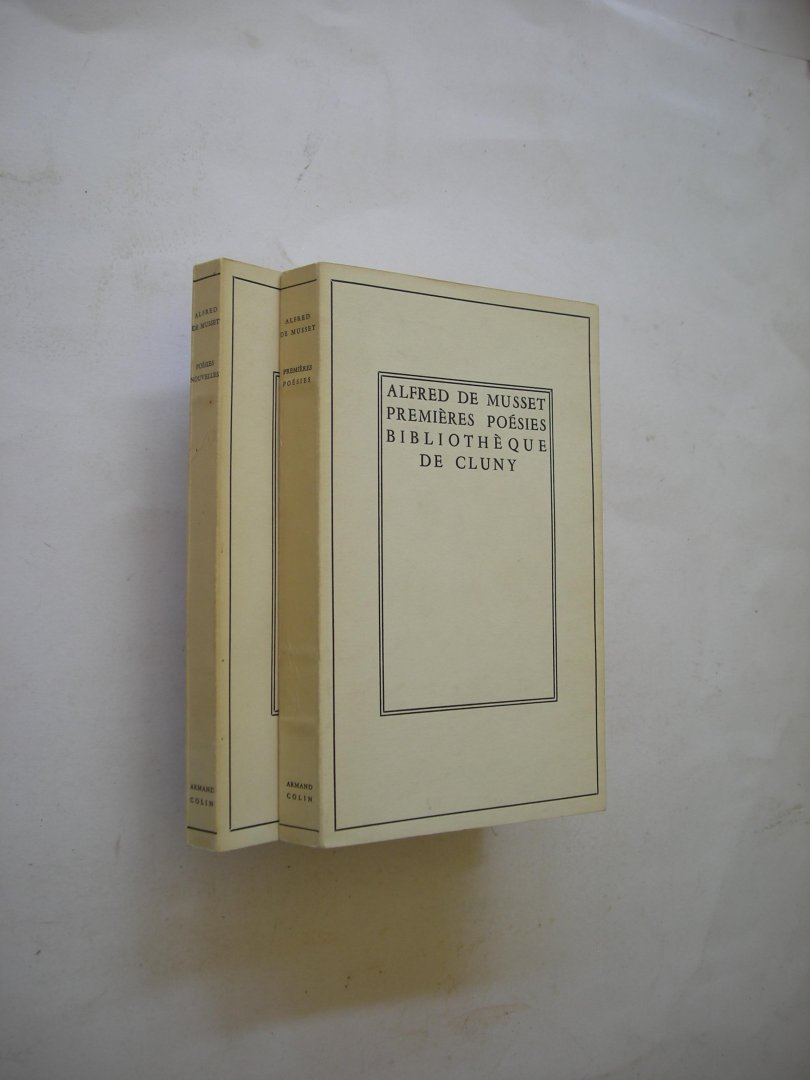 ALFRED
DE MUSSET
POÉSIES
NOUVELLES
ARMAND
COLIN
ALFRED
DE MUSSET
PREMIÈRES
POÉSIES
ARMAND
COLIN
ALFRED DE MUSSET
PREMIÈRES POÉSIES
BIBLIOTHÈQUE
DE CLUNY